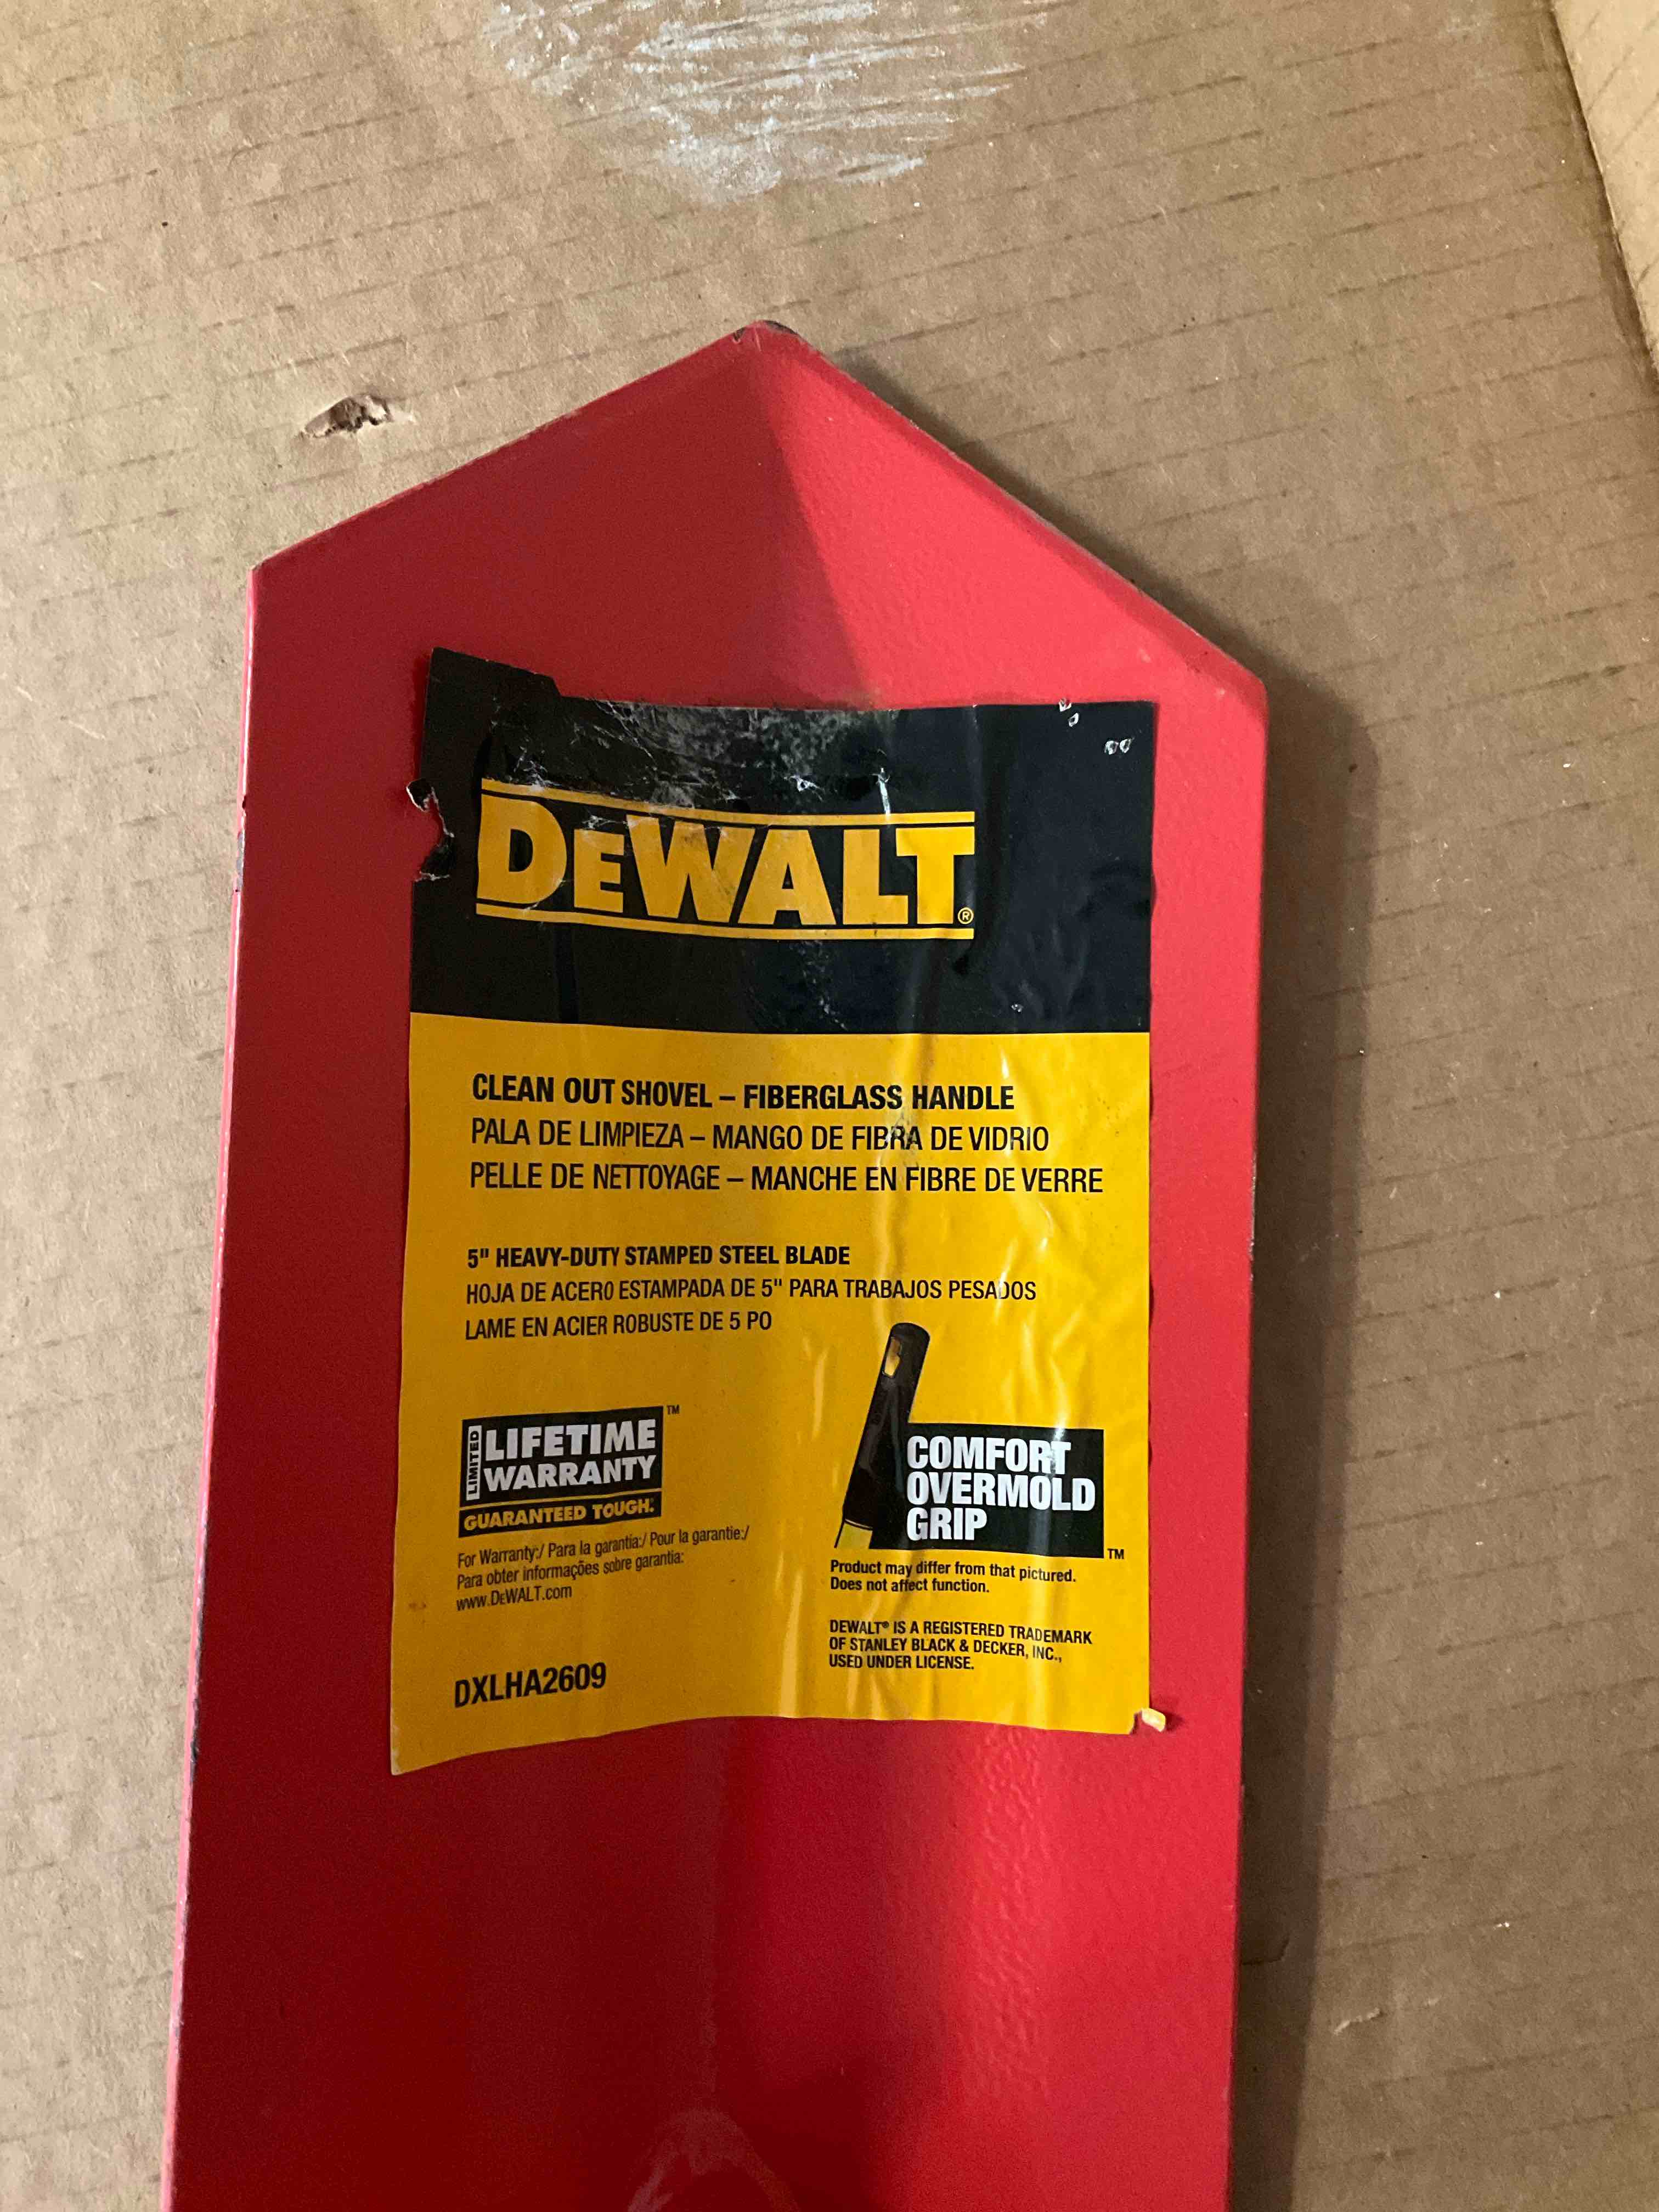 DEWALT®
CLEAN OUT SHOVEL – FIBERGLASS HANDLE
PALA DE LIMPIEZA – MANGO DE FIBRA DE VIDRIO
PELLE DE NETTOYAGE – MANCHE EN FIBRE DE VERRE
5" HEAVY-DUTY STAMPED STEEL BLADE
HOJA DE ACERO ESTAMPADA DE 5" PARA TRABAJOS PESADOS
LAME EN ACIER ROBUSTE DE 5 PO
LIMITED
LIFETIME ™
WARRANTY
GUARANTEED TOUGH.®
For Warranty:/ Para la garantia:/ Pour la garantie:/
Para obter informações sobre garantia:
www.DEWALT.com
DXLHA2609
COMFORT
OVERMOLD
GRIP ™
Product may differ from that pictured.
Does not affect function.
DEWALT® IS A REGISTERED TRADEMARK
OF STANLEY BLACK & DECKER, INC.,
USED UNDER LICENSE.